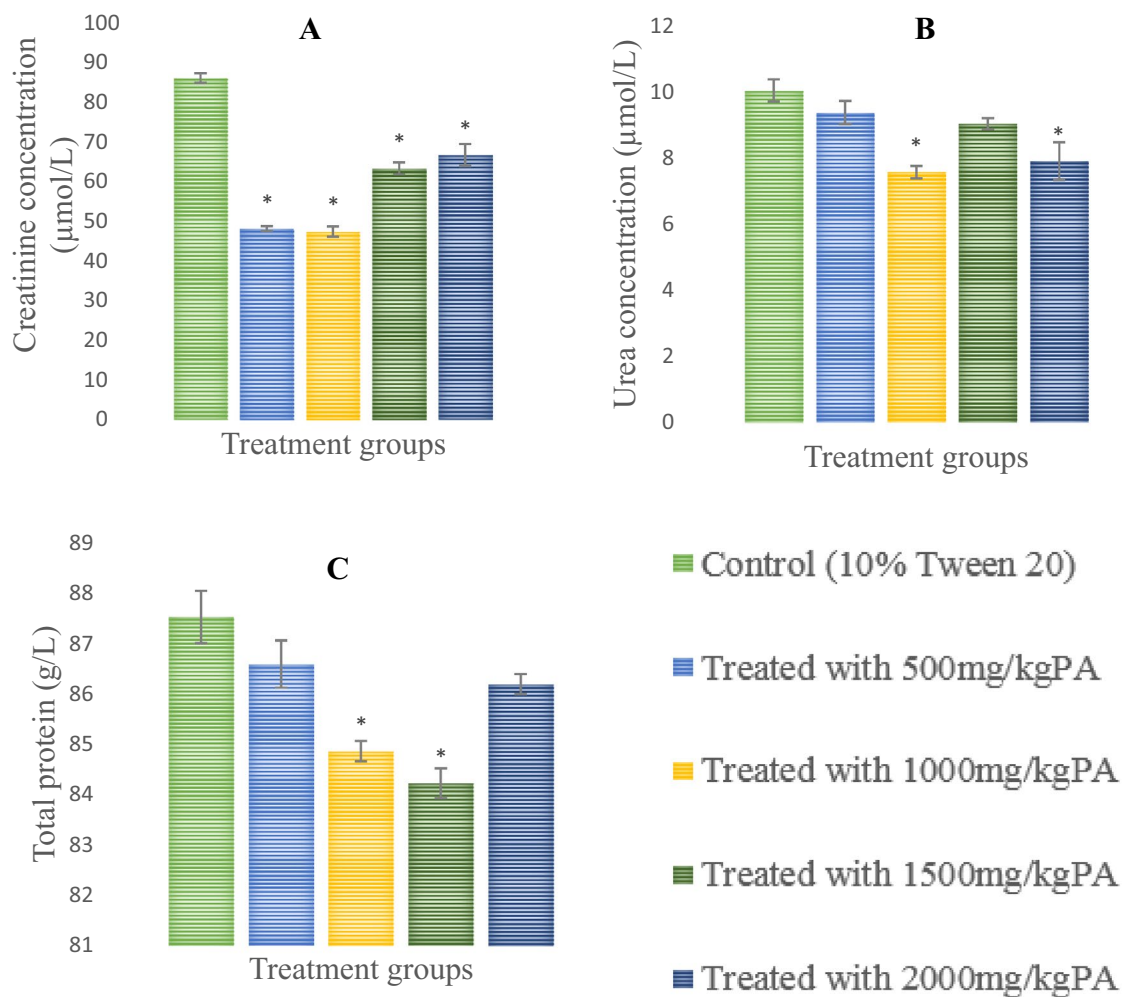 A
Creatinine concentration
(µmol/L)
100
90
80
70
60
50
40
30
20
10
0
*
*
*
*
Treatment groups
B
Urea concentration (µmol/L)
12
10
8
6
4
2
0
*
*
Treatment groups
C
Total protein (g/L)
89
88
87
86
85
84
83
82
81
*
*
Treatment groups
Control (10% Tween 20)
Treated with 500mg/kgPA
Treated with 1000mg/kgPA
Treated with 1500mg/kgPA
Treated with 2000mg/kgPA